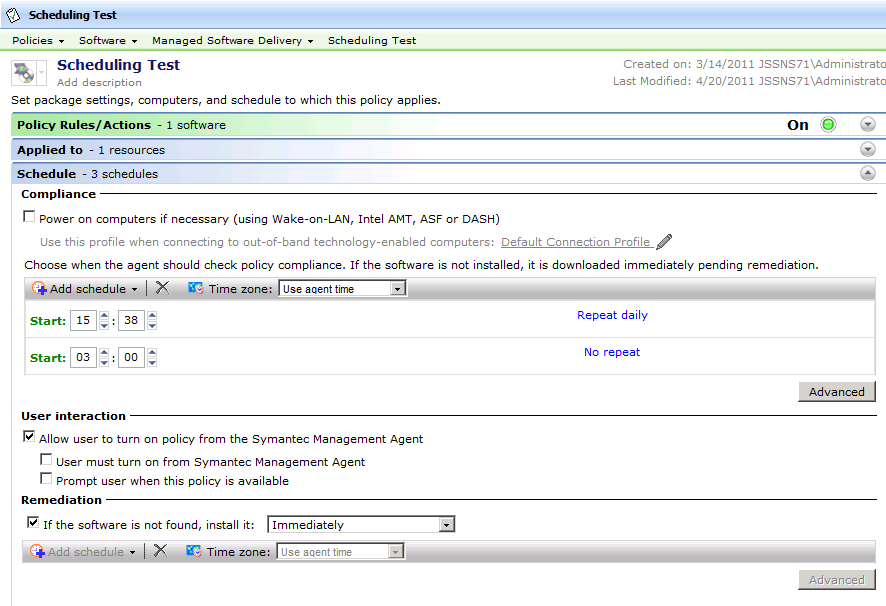 Scheduling Test
Policies Software Managed Software Delivery Scheduling Test
Scheduling Test
Add description
Created on: 3/14/2011 JSSNS71\Administrato
Last Modified: 4/20/2011 JSSNS71\Administrato
Set package settings, computers, and schedule to which this policy applies.
Policy Rules/Actions - 1 software On
Applied to - 1 resources
Schedule - 3 schedules
Compliance
Power on computers if necessary (using Wake-on-LAN, Intel AMT, ASF or DASH)
Use this profile when connecting to out-of-band technology-enabled computers: Default Connection Profile
Choose when the agent should check policy compliance. If the software is not installed, it is downloaded immediately pending remediation.
Add schedule Time zone: Use agent time
Start: 15 : 38 Repeat daily
Start: 03 : 00 No repeat
Advanced
User interaction
Allow user to turn on policy from the Symantec Management Agent
User must turn on from Symantec Management Agent
Prompt user when this policy is available
Remediation
If the software is not found, install it: Immediately
Add schedule Time zone: Use agent time
Advanced